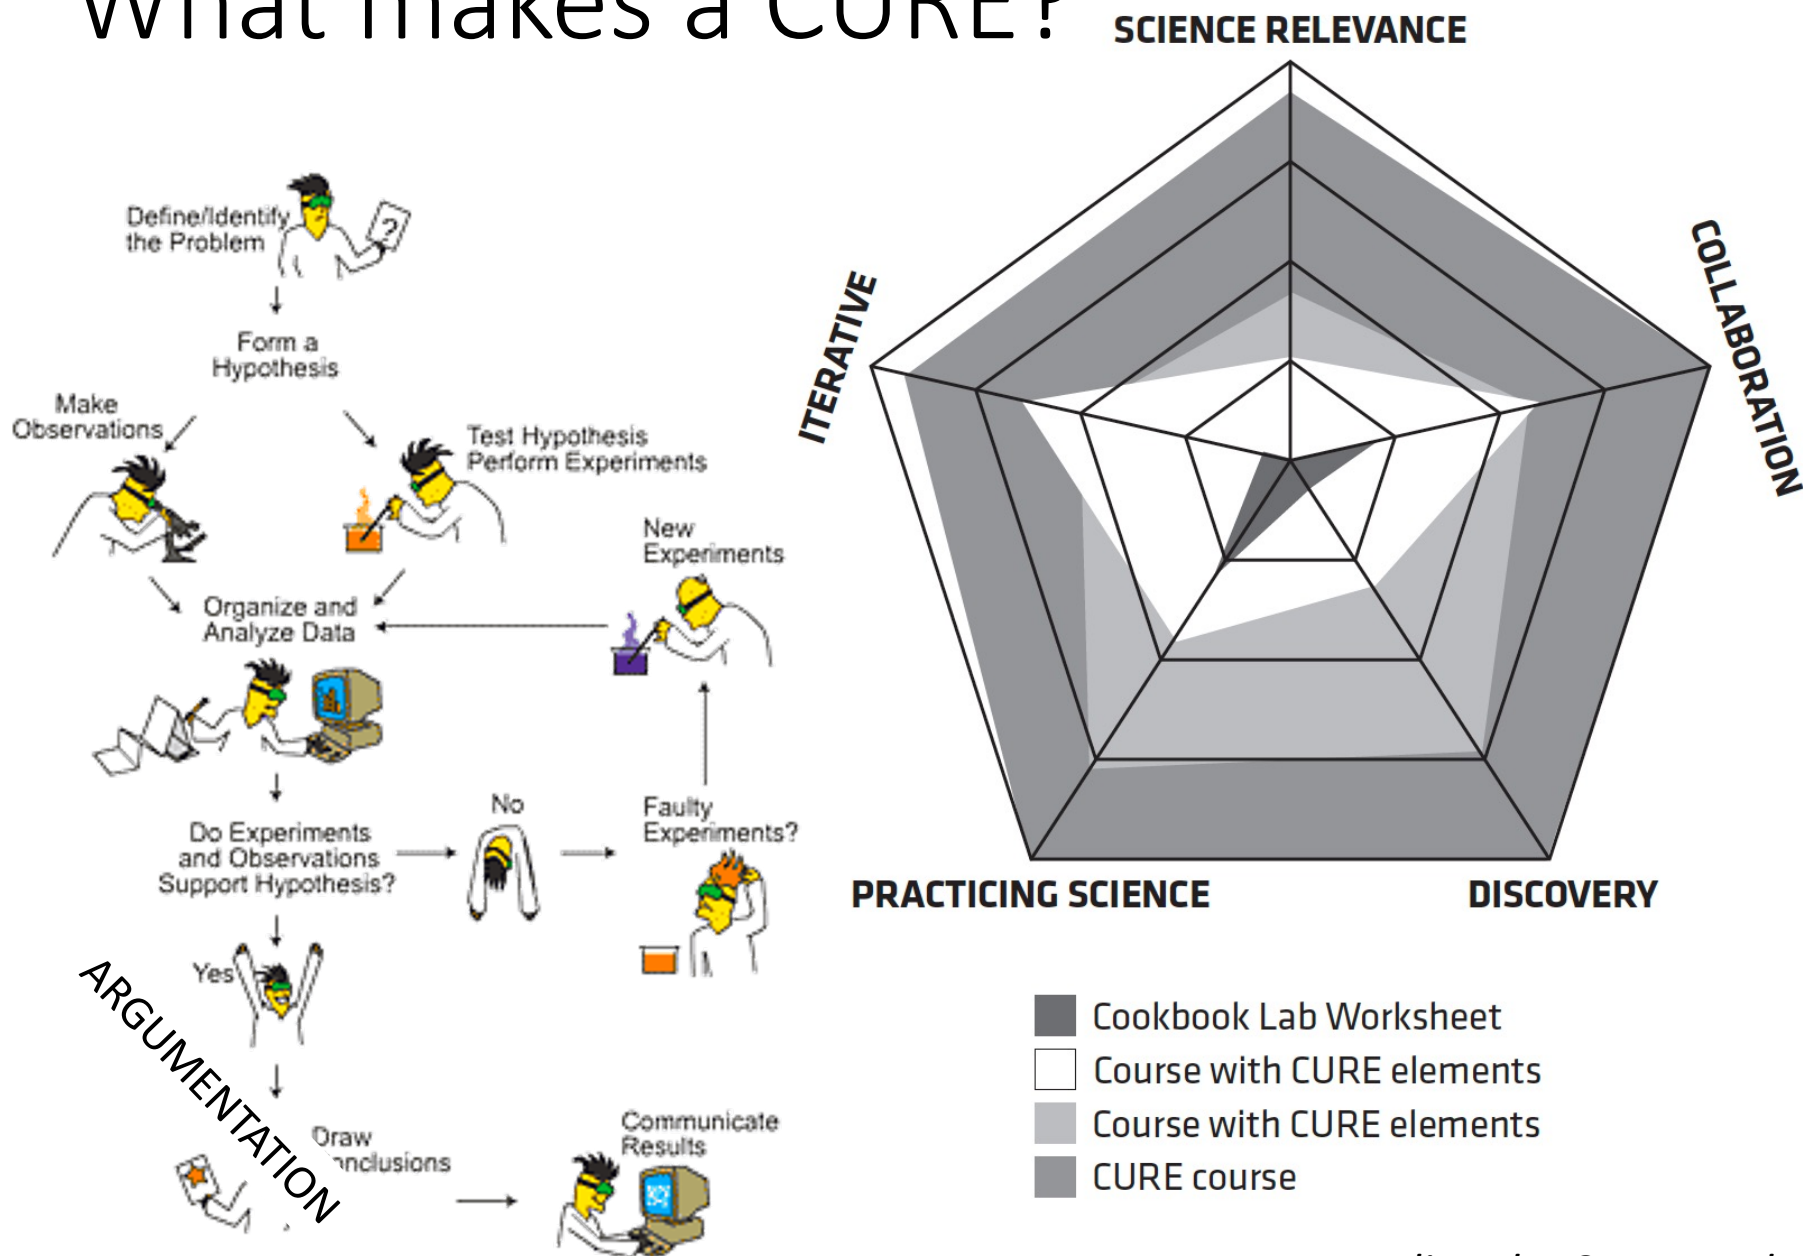 What makes a CURE?
Define/Identify
the Problem
?
Form a
Hypothesis
Make
Observations
Test Hypothesis
Perform Experiments
New
Experiments
Organize and
Analyze Data
No
Faulty
Experiments?
Do Experiments
and Observations
Support Hypothesis?
Yes
ARGUMENTATION
Draw
Communicate
Results
SCIENCE RELEVANCE
ITERATIVE
COLLABORATION
PRACTICING SCIENCE
DISCOVERY
Cookbook Lab Worksheet
Course with CURE elements
Course with CURE elements
CURE course